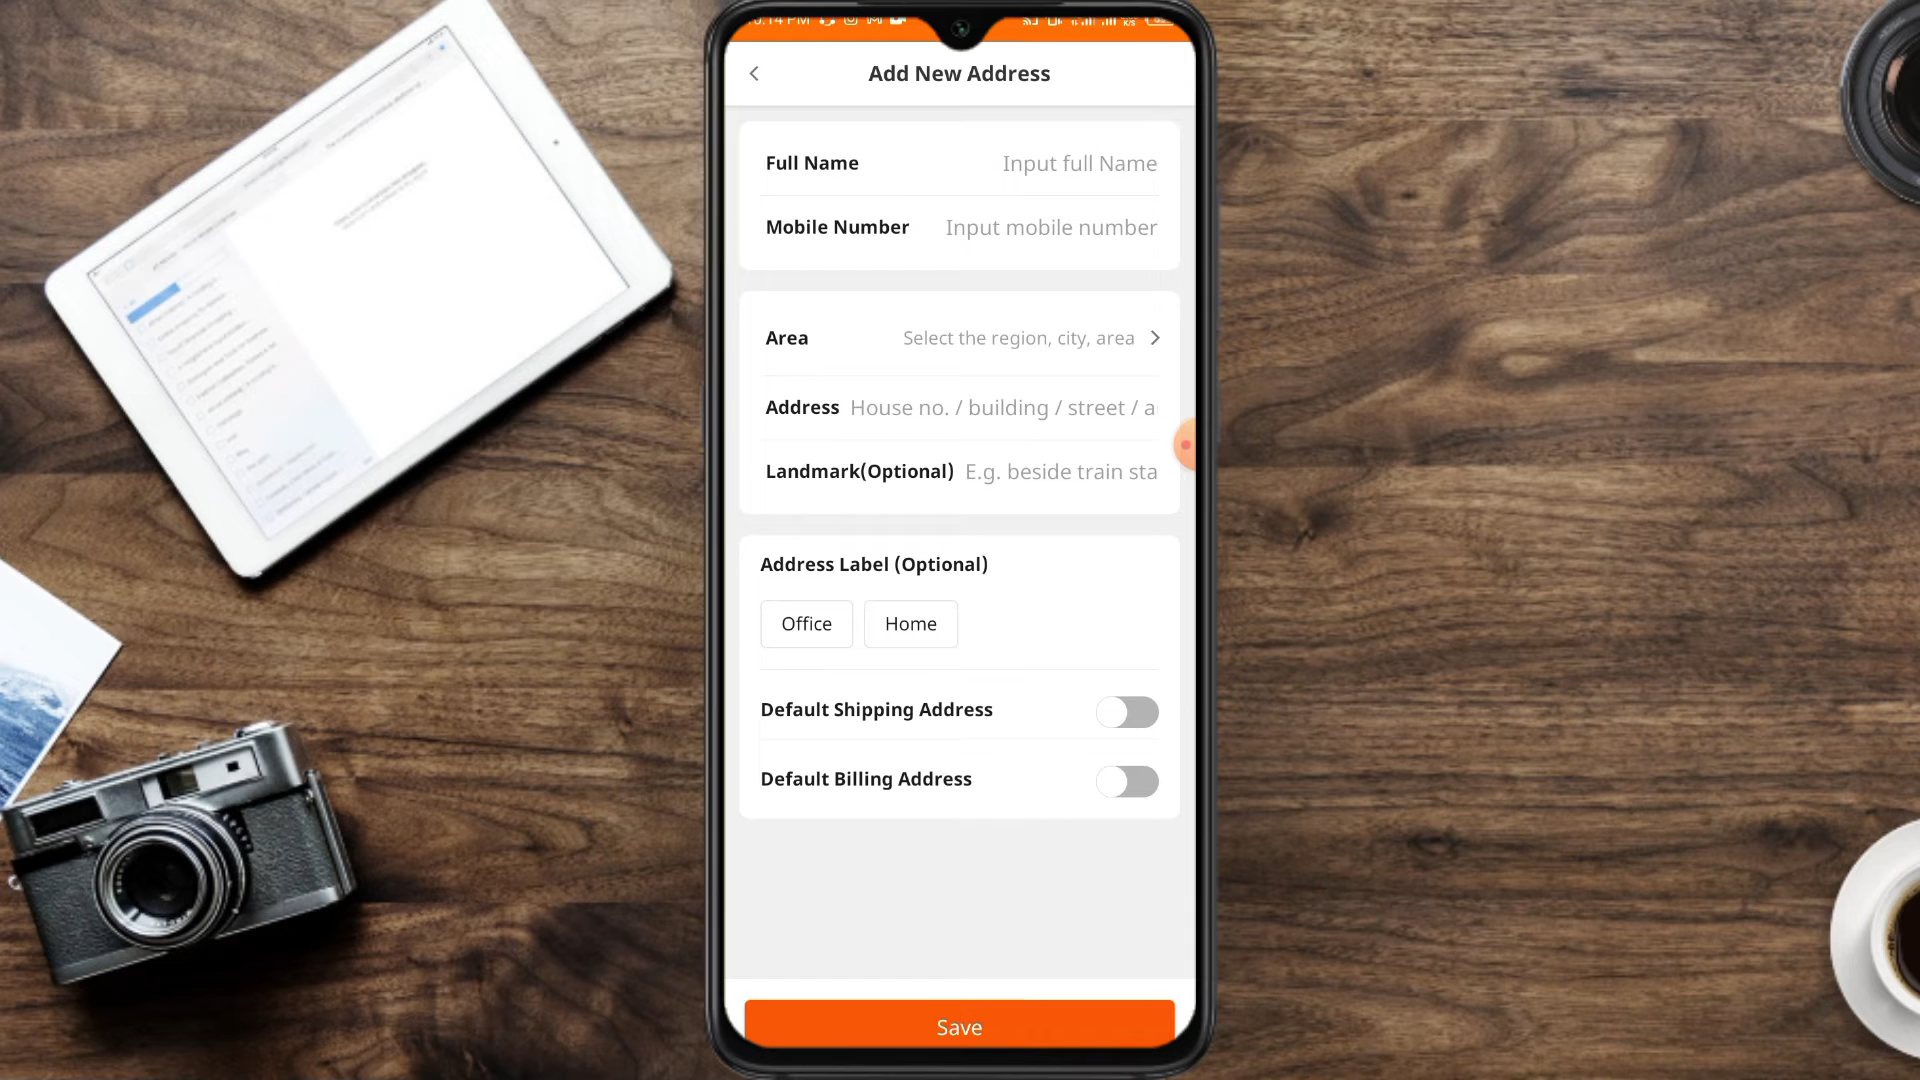 Add New Address
Full Name Input full Name
Mobile Number Input mobile number
Area Select the region, city, area
Address House no. / building / street / a
Landmark(Optional) E.g. beside train sta
Address Label (Optional)
Office Home
Default Shipping Address
Default Billing Address
Save